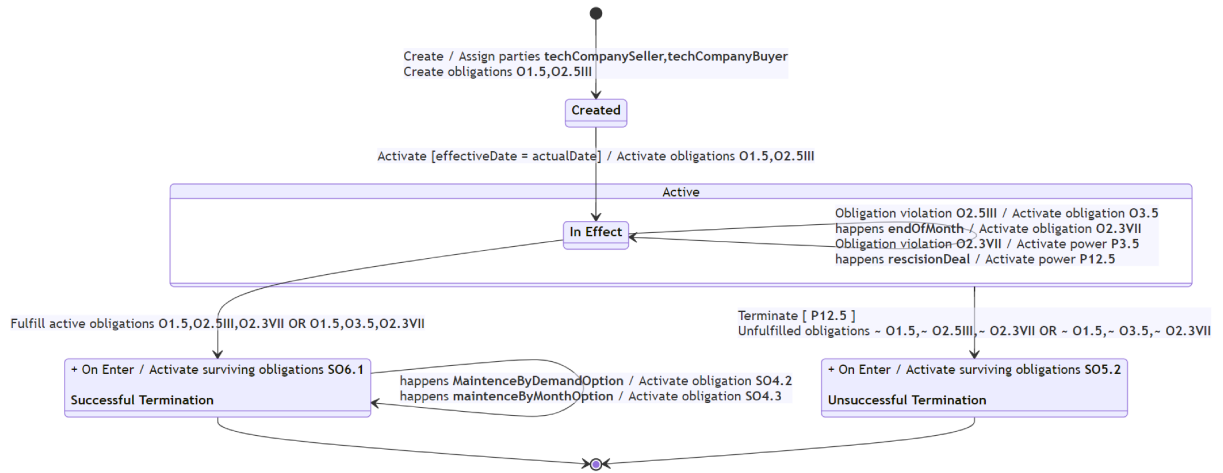 Create / Assign parties techCompanySeller,techCompanyBuyer
Create obligations O1.5,O2.5III
Created
Activate [effectiveDate = actualDate] / Activate obligations O1.5,O2.5III
Active
In Effect
Obligation violation O2.5III / Activate obligation O3.5
happens endOfMonth / Activate obligation O2.3VII
Obligation violation O2.3VII / Activate power P3.5
happens rescisionDeal / Activate power P12.5
Fulfill active obligations O1.5,O2.5III,O2.3VII OR O1.5,O3.5,O2.3VII
Terminate [ P12.5 ]
Unfulfilled obligations ~ O1.5,~ O2.5III,~ O2.3VII OR ~ O1.5,~ O3.5,~ O2.3VII
+ On Enter / Activate surviving obligations SO6.1
Successful Termination
happens MaintenceByDemandOption / Activate obligation SO4.2
happens maintenceByMonthOption / Activate obligation SO4.3
+ On Enter / Activate surviving obligations SO5.2
Unsuccessful Termination